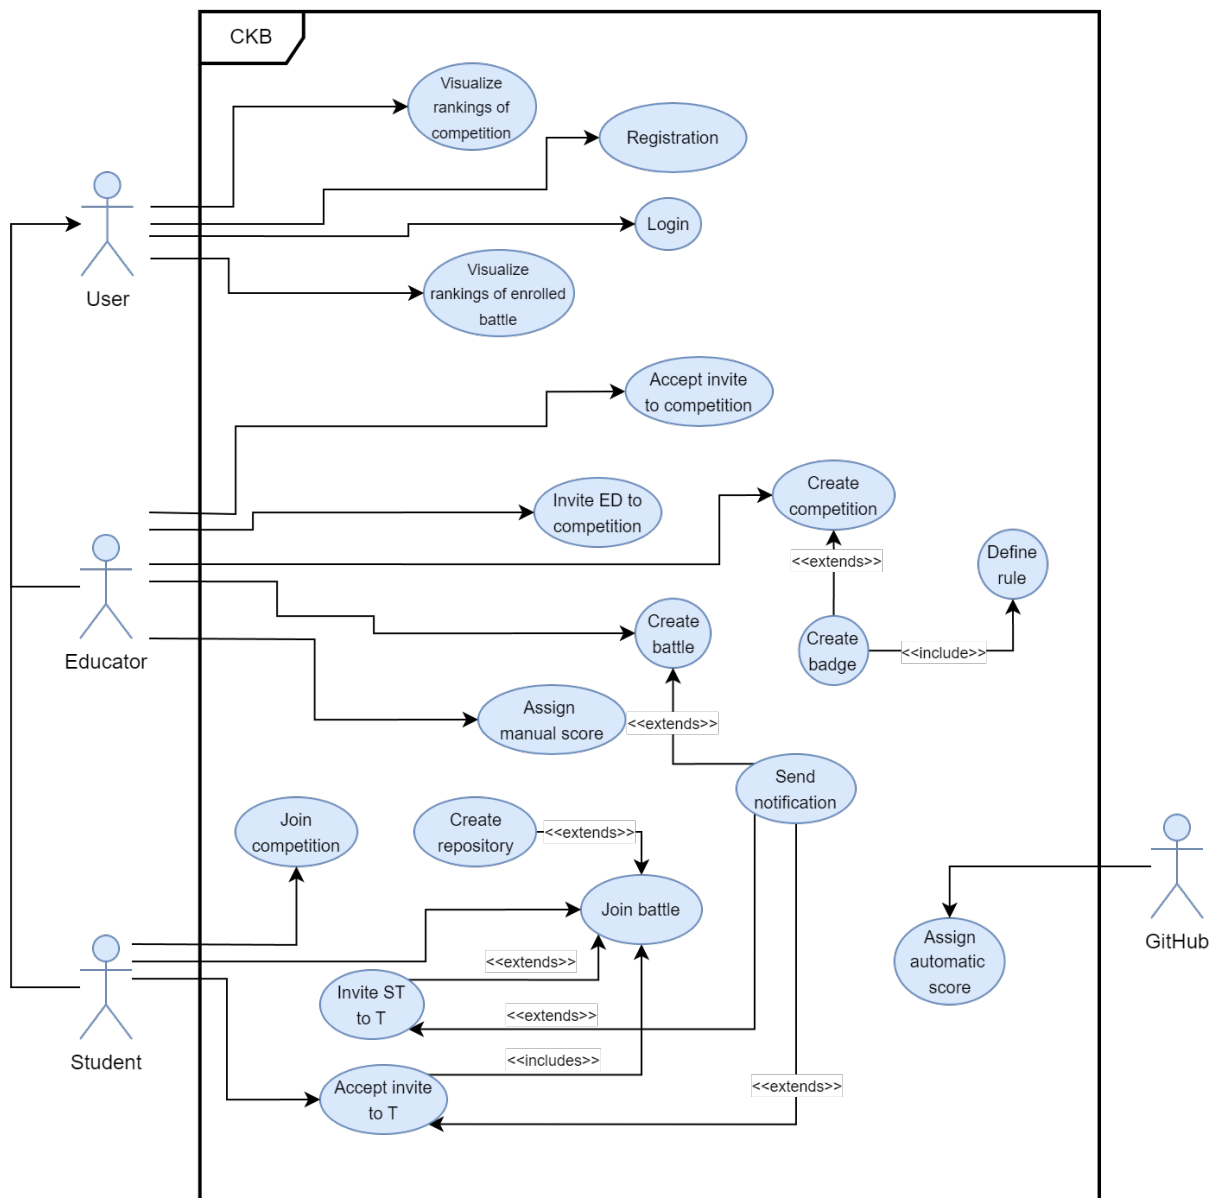 CKB
Visualize
rankings of
competition
Registration
Login
User
Visualize
rankings of enrolled
battle
Accept invite
to competition
Create
competition
Invite ED to
competition
<<extends>>
Define
rule
Educator
Create
battle
Create
badge
<<include>>
Assign
manual score
<<extends>>
Send
notification
Join
competition
Create
repository
<<extends>>
Join battle
GitHub
Assign
automatic
score
<<extends>>
Invite ST
to T
<<extends>>
Student
<<includes>>
Accept invite
to T
<<extends>>